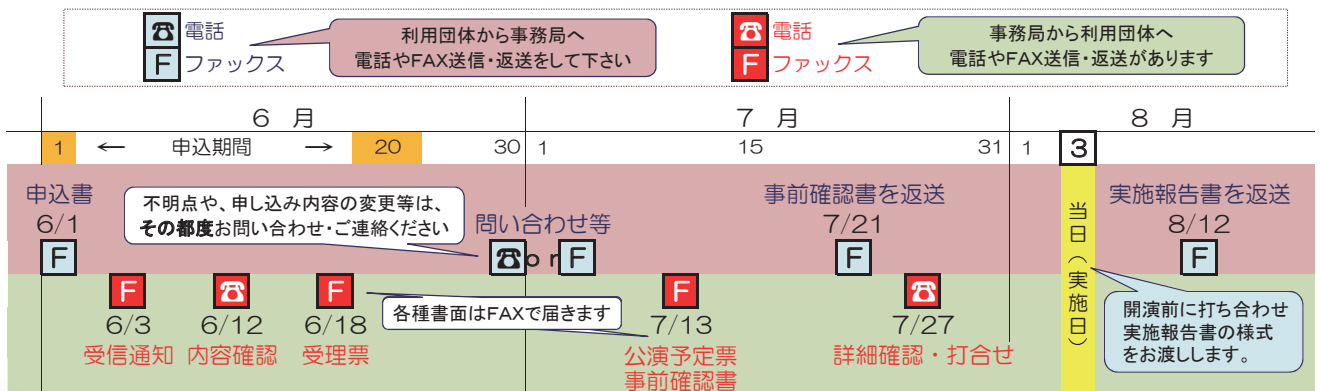 ☎ 電話
F ファックス
利用団体から事務局へ
電話やFAX送信・返送をして下さい
☎ 電話
F ファックス
事務局から利用団体へ
電話やFAX送信・返送があります
6 月
7 月
8 月
1 ← 申込期間 → 20 30 1 15 31 1 3
申込書
6/1
F
不明点や、申し込み内容の変更等は、
その都度お問い合わせ・ご連絡ください
問い合わせ等
☎ or F
事前確認書を返送
7/21
F
実施報告書を返送
8/12
F
当日(実施日)
F
6/3
受信通知
☎
6/12
内容確認
F
6/18
受理票
各種書面はFAXで届きます
F
7/13
公演予定票
事前確認書
☎
7/27
詳細確認・打合せ
開演前に打ち合わせ
実施報告書の様式
をお渡しします。